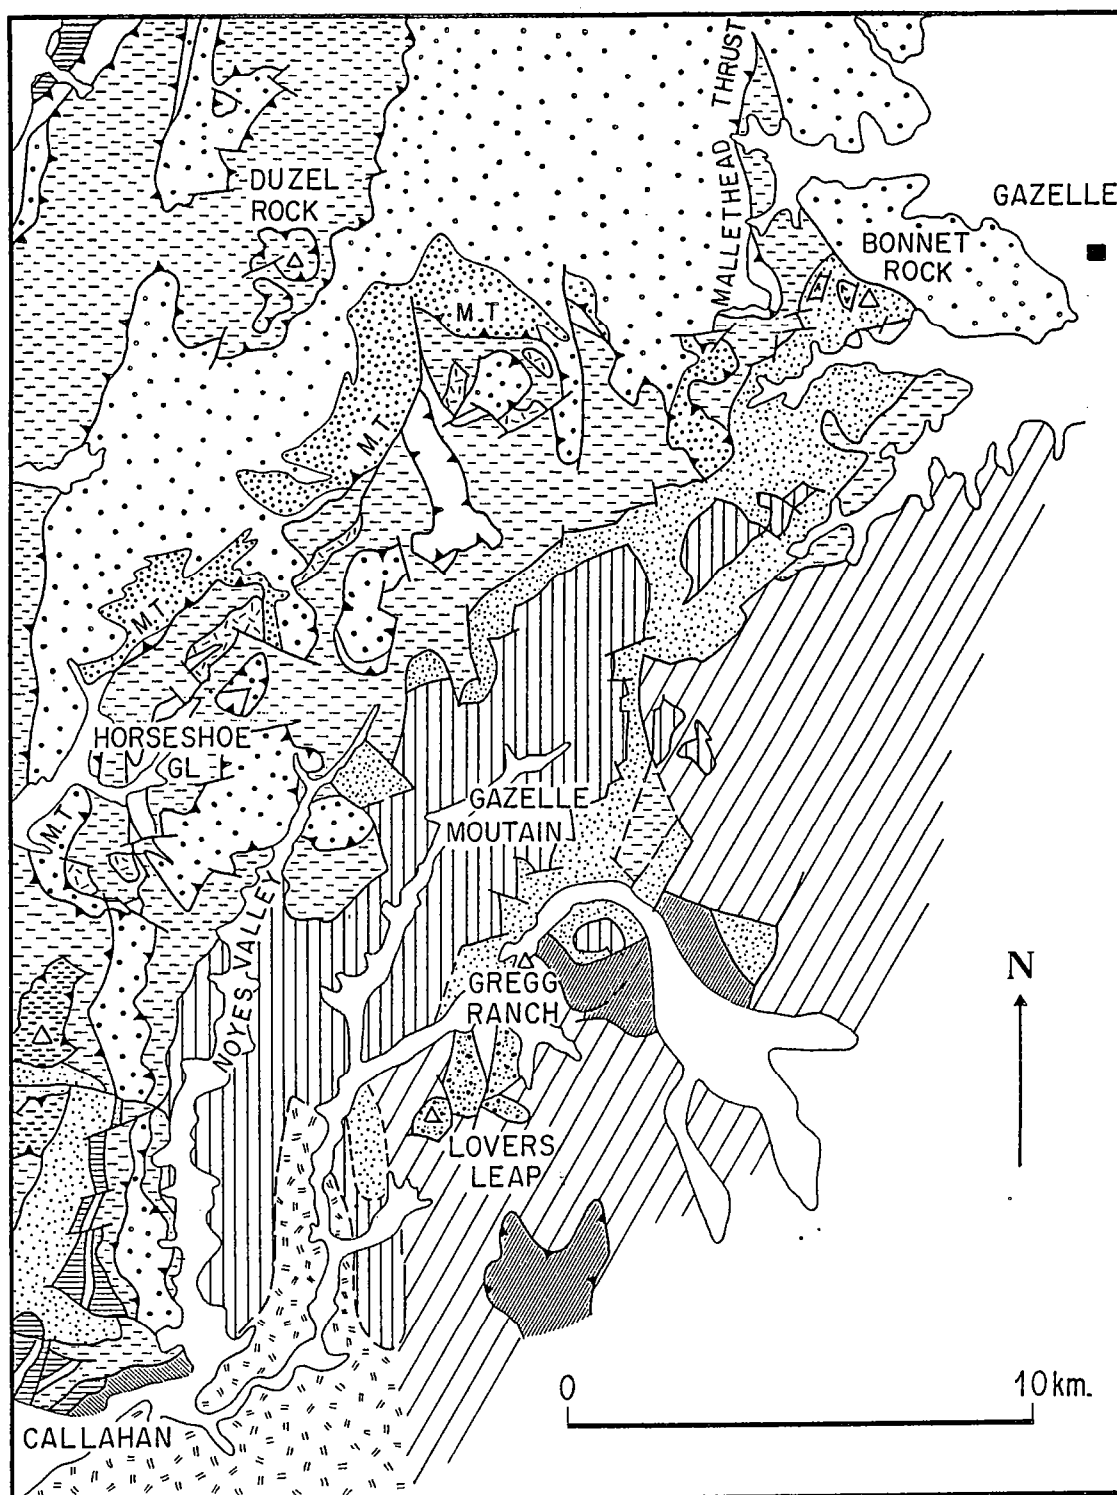 MALLETHEAD THRUST
DUZEL
ROCK
GAZELLE
BONNET
ROCK
M.T
M.T.
M.T.
HORSESHOE
GL
M.T
GAZELLE
MOUTAIN
NOYES VALLEY
GREGG
RANCH
N
LOVERS
LEAP
0 10km.
CALLAHAN